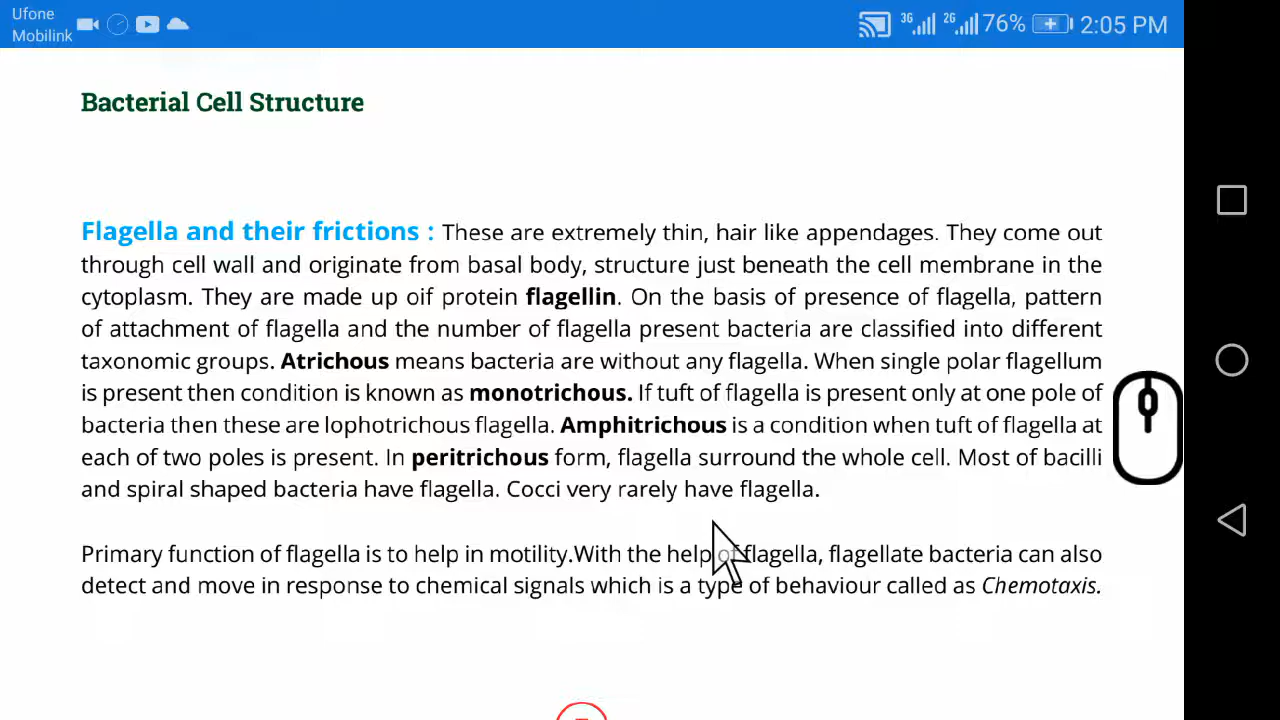 Ufone
Mobilink
3G 2G 76% 2:05 PM
Bacterial Cell Structure
Flagella and their frictions : These are extremely thin, hair like appendages. They come out
through cell wall and originate from basal body, structure just beneath the cell membrane in the
cytoplasm. They are made up oif protein flagellin. On the basis of presence of flagella, pattern
of attachment of flagella and the number of flagella present bacteria are classified into different
taxonomic groups. Atrichous means bacteria are without any flagella. When single polar flagellum
is present then condition is known as monotrichous. If tuft of flagella is present only at one pole of
bacteria then these are lophotrichous flagella. Amphitrichous is a condition when tuft of flagella at
each of two poles is present. In peritrichous form, flagella surround the whole cell. Most of bacilli
and spiral shaped bacteria have flagella. Cocci very rarely have flagella.
Primary function of flagella is to help in motility.With the help of flagella, flagellate bacteria can also
detect and move in response to chemical signals which is a type of behaviour called as Chemotaxis.